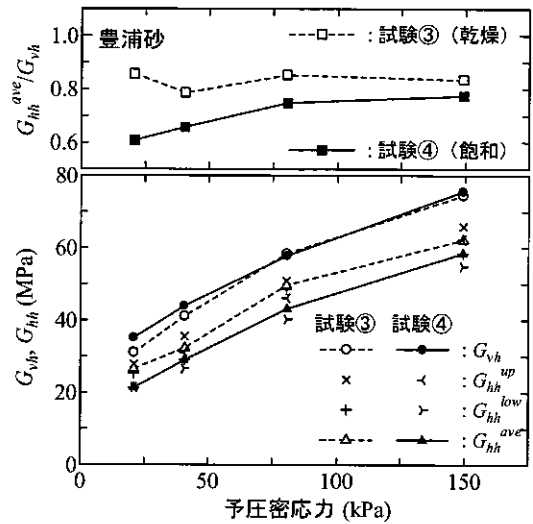 1.0
0.8
0.6
G_hh^ave/G_vh
豊浦砂
: 試験③（乾燥）
: 試験④（飽和）
80
60
40
20
0
G_vh, G_hh (MPa)
試験③ 試験④
: G_vh
: G_hh^up
: G_hh^low
: G_hh^ave
0 50 100 150
予圧密応力 (kPa)